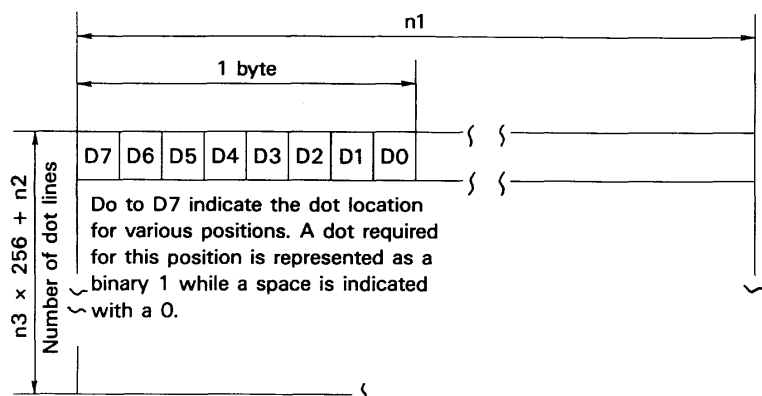 n1
1 byte
D7 D6 D5 D4 D3 D2 D1 D0
Do to D7 indicate the dot location
for various positions. A dot required
for this position is represented as a
binary 1 while a space is indicated
with a 0.
n3 × 256 + n2
Number of dot lines